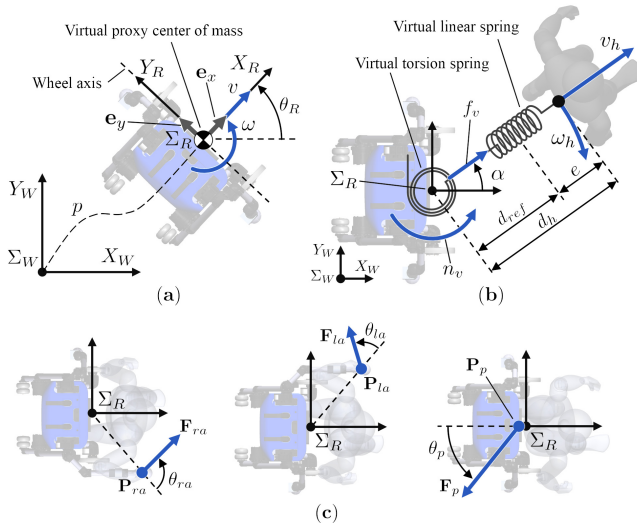 Virtual proxy center of mass
Wheel axis
Y_R
e_x
X_R
v
θ_R
e_y
Σ_R
ω
Y_W
p
Σ_W
X_W
(a)
Virtual linear spring
Virtual torsion spring
v_h
f_v
ω_h
Σ_R
α
e
d_ref
d_h
Y_W
Σ_W
X_W
n_v
(b)
Σ_R
F_ra
P_ra
θ_ra
F_la
θ_la
P_la
Σ_R
P_p
θ_p
Σ_R
F_p
(c)